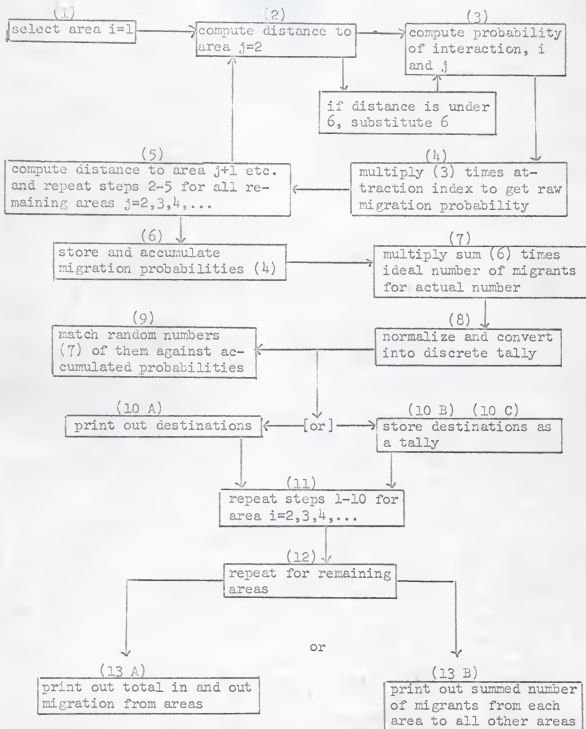 (1)
select area i=1
(2)
compute distance to
area j=2
(3)
compute probability
of interaction, i
and j
if distance is under
6, substitute 6
(5)
compute distance to area j+1 etc.
and repeat steps 2-5 for all re-
maining areas j=2,3,4,...
(4)
multiply (3) times at-
traction index to get raw
migration probability
(6)
store and accumulate
migration probabilities (4)
(7)
multiply sum (6) times
ideal number of migrants
for actual number
(9)
match random numbers
(7) of them against ac-
cumulated probabilities
(8)
normalize and convert
into discrete tally
(10 A)
print out destinations
[or]
(10 B) (10 C)
store destinations as
a tally
(11)
repeat steps 1-10 for
area i=2,3,4,...
(12)
repeat for remaining
areas
or
(13 A)
print out total in and out
migration from areas
(13 B)
print out summed number
of migrants from each
area to all other areas